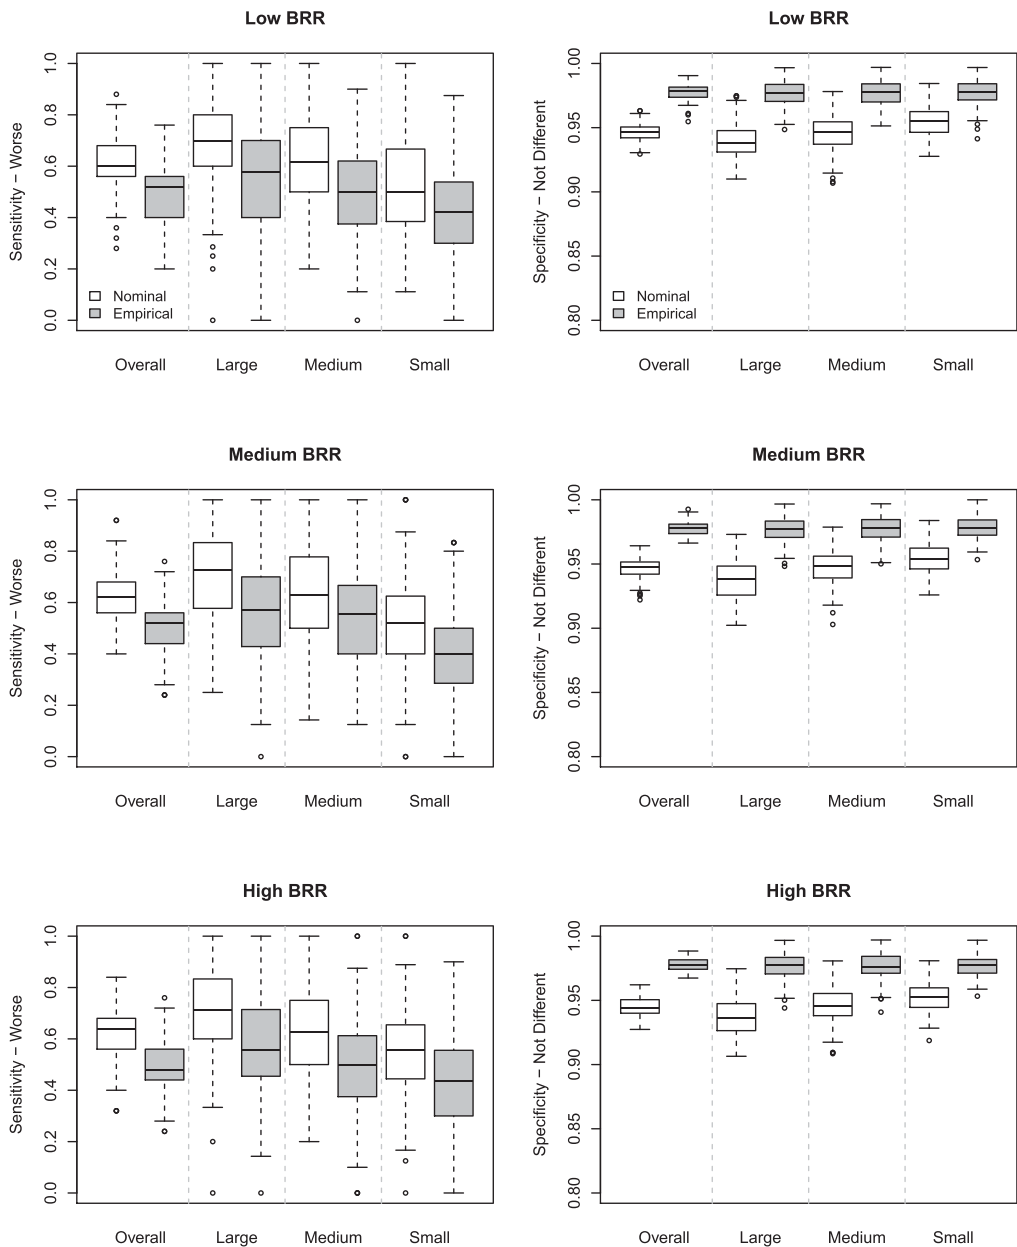 Low BRR
Sensitivity – Worse
1.0
0.8
0.6
0.4
0.2
0.0
Nominal
Empirical
Overall Large Medium Small
Low BRR
Specificity – Not Different
1.00
0.95
0.90
0.85
0.80
Nominal
Empirical
Overall Large Medium Small
Medium BRR
Sensitivity – Worse
1.0
0.8
0.6
0.4
0.2
0.0
Overall Large Medium Small
Medium BRR
Specificity – Not Different
1.00
0.95
0.90
0.85
0.80
Overall Large Medium Small
High BRR
Sensitivity – Worse
1.0
0.8
0.6
0.4
0.2
0.0
Overall Large Medium Small
High BRR
Specificity – Not Different
1.00
0.95
0.90
0.85
0.80
Overall Large Medium Small